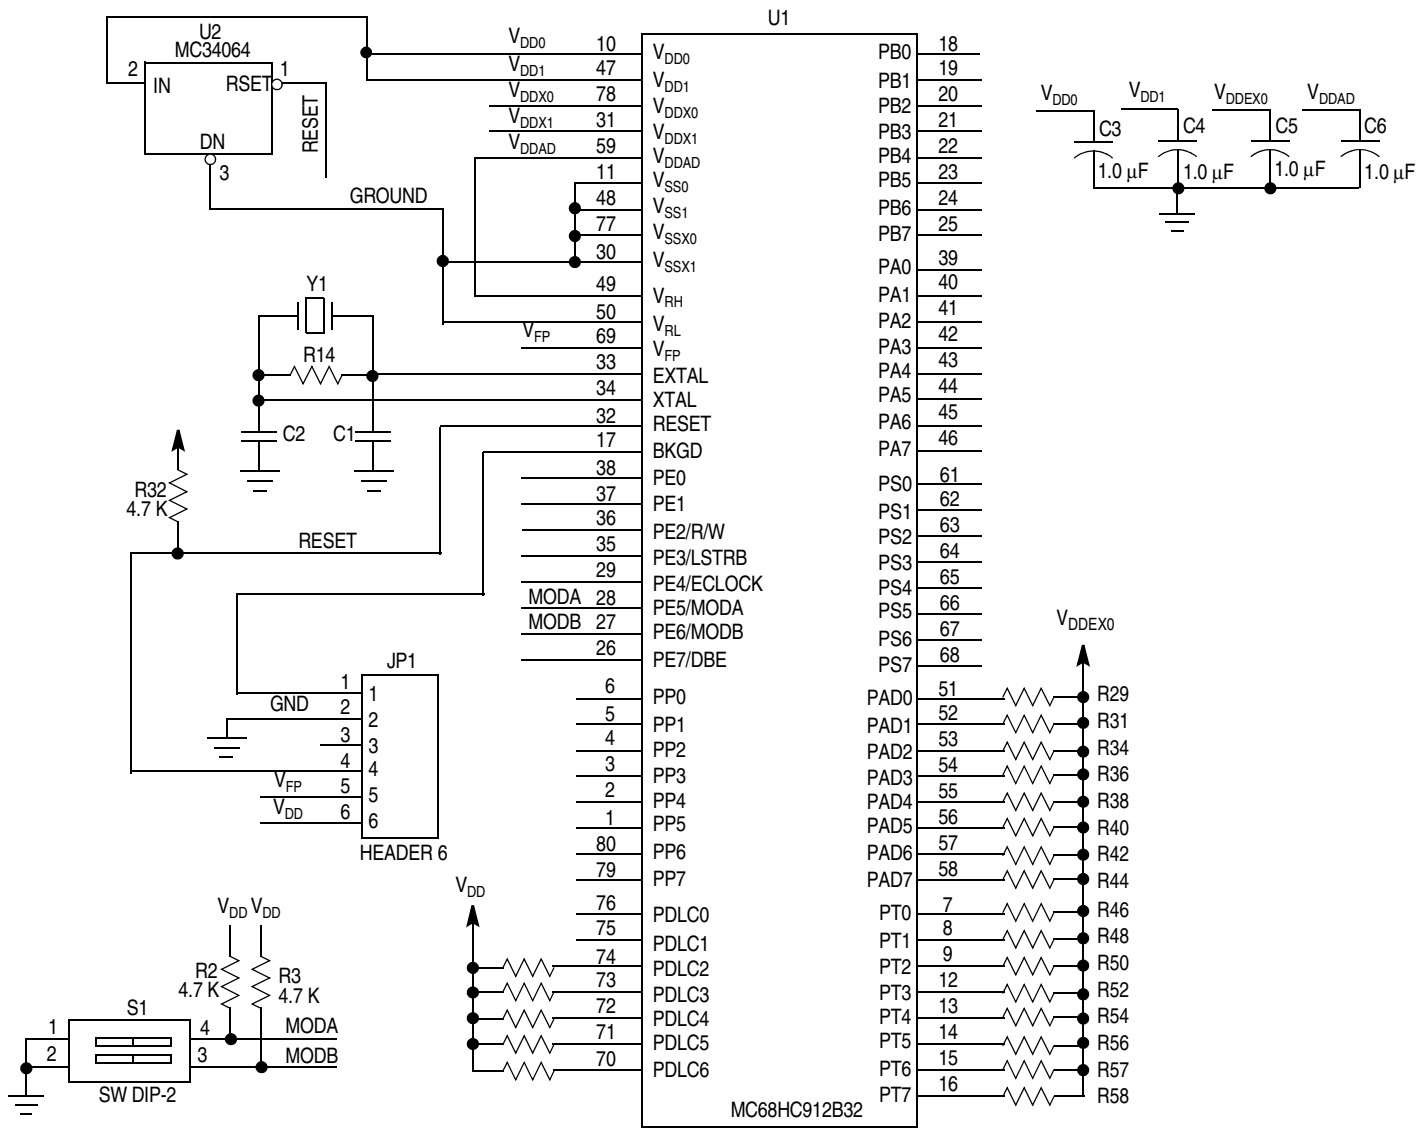 U1
U2
MC34064
2
IN
RSET
1
DN
3
RESET
GROUND
VDD0 10 VDD0
VDD1 47 VDD1
VDDX0 78 VDDX0
VDDX1 31 VDDX1
VDDAD 59 VDDAD
11 VSS0
48 VSS1
77 VSSX0
30 VSSX1
49 VRH
50 VRL
VFP 69 VFP
33 EXTAL
34 XTAL
32 RESET
17 BKGD
38 PE0
37 PE1
36 PE2/R/W
35 PE3/LSTRB
29 PE4/ECLOCK
MODA 28 PE5/MODA
MODB 27 PE6/MODB
26 PE7/DBE
6 PP0
5 PP1
4 PP2
3 PP3
2 PP4
1 PP5
80 PP6
79 PP7
76 PDLC0
75 PDLC1
74 PDLC2
73 PDLC3
72 PDLC4
71 PDLC5
70 PDLC6
VDD
MC68HC912B32
PB0 18
PB1 19
PB2 20
PB3 21
PB4 22
PB5 23
PB6 24
PB7 25
PA0 39
PA1 40
PA2 41
PA3 42
PA4 43
PA5 44
PA6 45
PA7 46
PS0 61
PS1 62
PS2 63
PS3 64
PS4 65
PS5 66
PS6 67
PS7 68
VDDEX0
PAD0 51 R29
PAD1 52 R31
PAD2 53 R34
PAD3 54 R36
PAD4 55 R38
PAD5 56 R40
PAD6 57 R42
PAD7 58 R44
PT0 7 R46
PT1 8 R48
PT2 9 R50
PT3 12 R52
PT4 13 R54
PT5 14 R56
PT6 15 R57
PT7 16 R58
VDD0 VDD1 VDDEX0 VDDAD
C3 C4 C5 C6
1.0 µF 1.0 µF 1.0 µF 1.0 µF
Y1
R14
C2 C1
R32
4.7 K
RESET
JP1
1 1
GND 2 2
3 3
4 4
VFP 5 5
VDD 6 6
HEADER 6
VDD VDD
R2
4.7 K
R3
4.7 K
S1
1 4 MODA
2 3 MODB
SW DIP-2